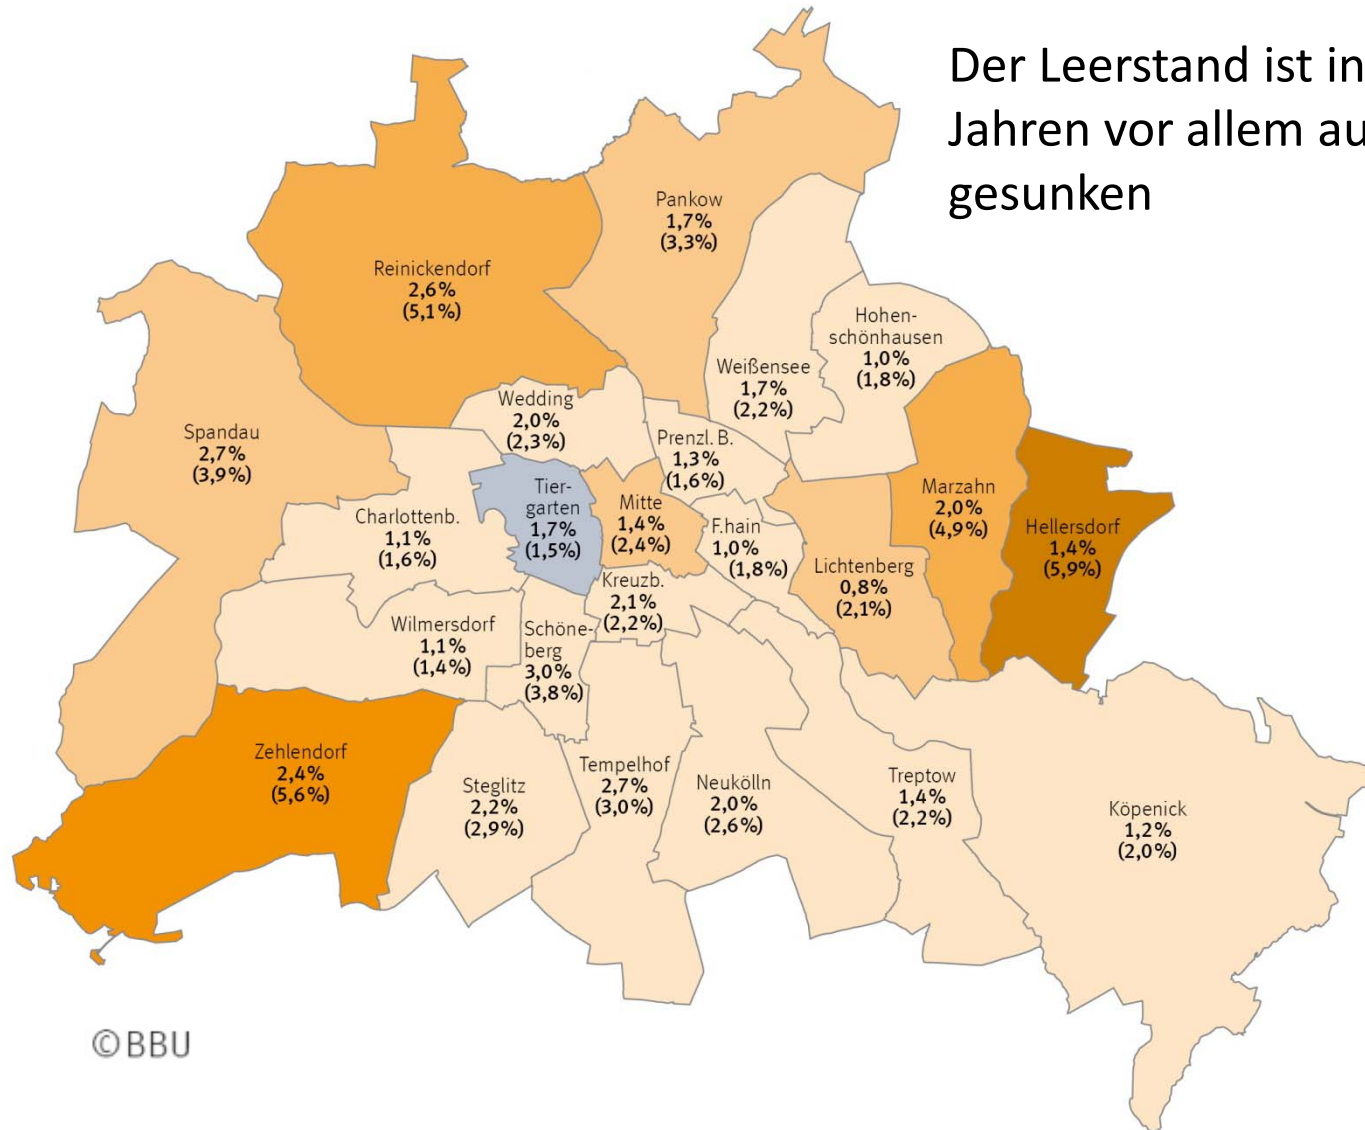 Der Leerstand ist in
Jahren vor allem au
gesunken
Pankow
1,7%
(3,3%)
Reinickendorf
2,6%
(5,1%)
Hohen-
schönhausen
1,0%
(1,8%)
Weißensee
1,7%
(2,2%)
Wedding
2,0%
(2,3%)
Spandau
2,7%
(3,9%)
Prenzl. B.
1,3%
(1,6%)
Tier-
garten
1,7%
(1,5%)
Mitte
1,4%
(2,4%)
Marzahn
2,0%
(4,9%)
Charlottenb.
1,1%
(1,6%)
F.hain
1,0%
(1,8%)
Hellersdorf
1,4%
(5,9%)
Lichtenberg
0,8%
(2,1%)
Kreuzb.
2,1%
(2,2%)
Wilmersdorf
1,1%
(1,4%)
Schöne-
berg
3,0%
(3,8%)
Zehlendorf
2,4%
(5,6%)
Steglitz
2,2%
(2,9%)
Tempelhof
2,7%
(3,0%)
Neukölln
2,0%
(2,6%)
Treptow
1,4%
(2,2%)
Köpenick
1,2%
(2,0%)
©BBU